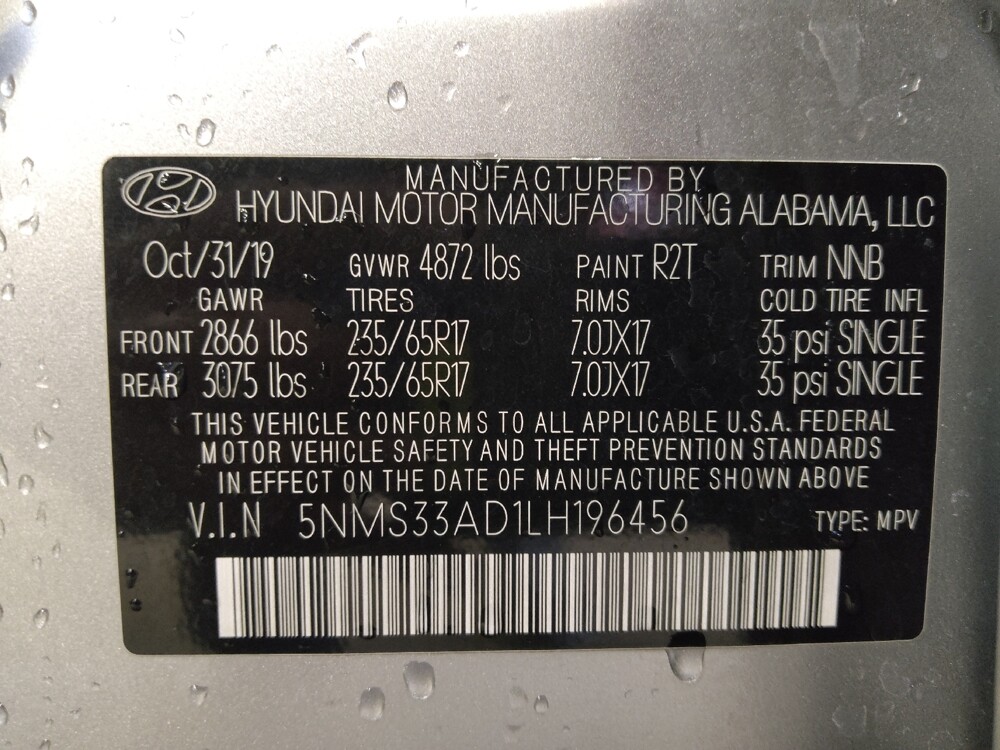 MANUFACTURED BY
HYUNDAI MOTOR MANUFACTURING ALABAMA, LLC
Oct/31/19 GVWR 4872 lbs PAINT R2T TRIM NNB
GAWR TIRES RIMS COLD TIRE INFL
FRONT 2866 lbs 235/65R17 7.0JX17 35 psi SINGLE
REAR 3075 lbs 235/65R17 7.0JX17 35 psi SINGLE
THIS VEHICLE CONFORMS TO ALL APPLICABLE U.S.A. FEDERAL
MOTOR VEHICLE SAFETY AND THEFT PREVENTION STANDARDS
IN EFFECT ON THE DATE OF MANUFACTURE SHOWN ABOVE
V.I.N 5NMS33AD1LH196456 TYPE: MPV